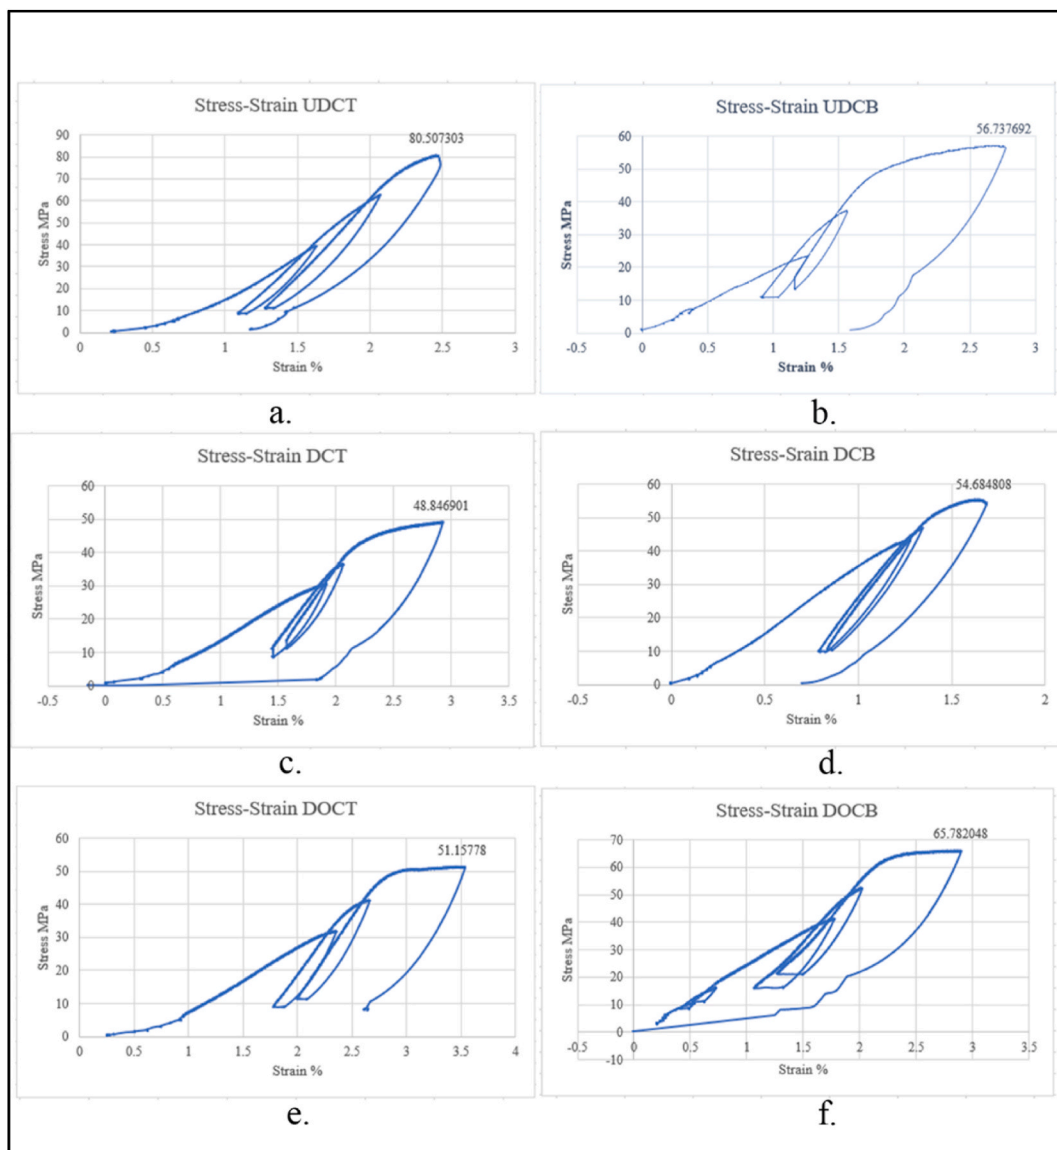 Stress-Strain UDCT
80.507303
90
80
70
60
50
40
30
20
10
0
0 0.5 1 1.5 2 2.5 3
Stress MPa
Strain %
a.
Stress-Strain UDCB
56.737692
60
50
40
30
20
10
0
-0.5 0 0.5 1 1.5 2 2.5 3
Stress MPa
Strain %
b.
Stress-Strain DCT
48.846901
60
50
40
30
20
10
0
-0.5 0 0.5 1 1.5 2 2.5 3 3.5
Stress MPa
Strain %
c.
Stress-Srain DCB
54.684808
60
50
40
30
20
10
0
-0.5 0 0.5 1 1.5 2
Stess MPa
Strain %
d.
Stress-Strain DOCT
51.15778
60
50
40
30
20
10
0
0 0.5 1 1.5 2 2.5 3 3.5 4
Stress MPa
Strain %
e.
Stress-Strain DOCB
65.782048
70
60
50
40
30
20
10
0
-10
-0.5 0 0.5 1 1.5 2 2.5 3 3.5
Stress MPa
Strain %
f.